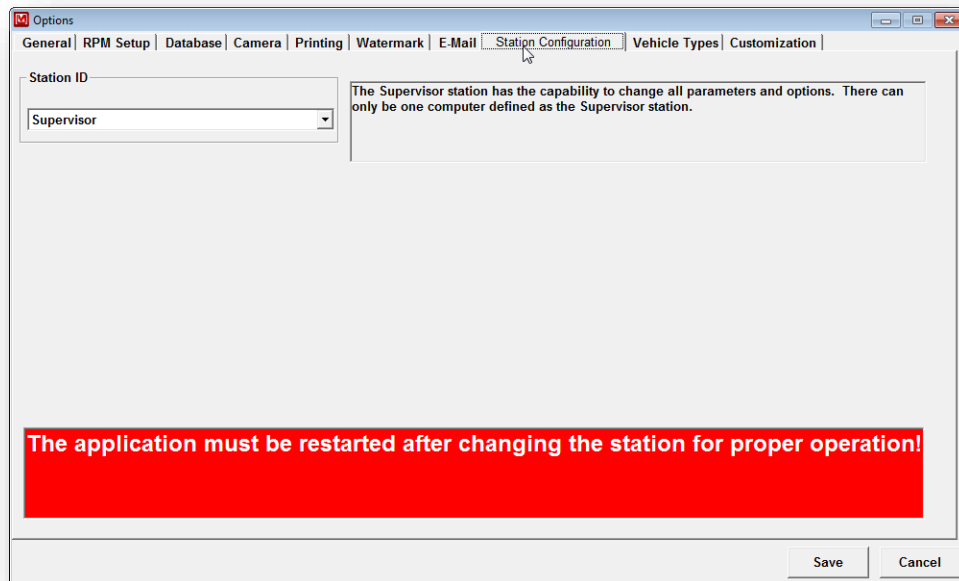 M Options
General RPM Setup Database Camera Printing Watermark E-Mail Station Configuration Vehicle Types Customization
Station ID
Supervisor
The Supervisor station has the capability to change all parameters and options.  There can
only be one computer defined as the Supervisor station.
The application must be restarted after changing the station for proper operation!
Save Cancel